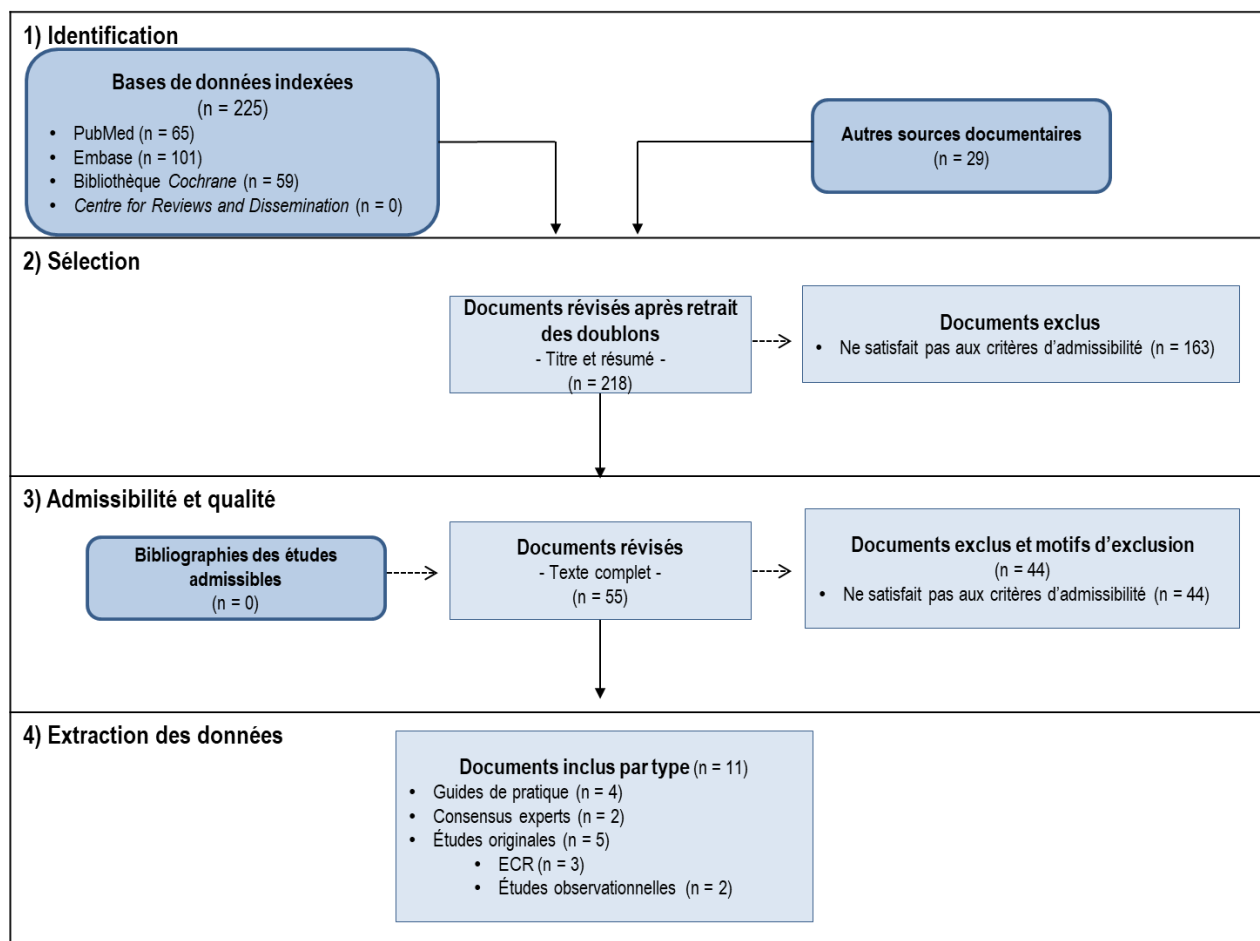 1) Identification
Bases de données indexées
(n = 225)
• PubMed (n = 65)
• Embase (n = 101)
• Bibliothèque Cochrane (n = 59)
• Centre for Reviews and Dissemination (n = 0)
Autres sources documentaires
(n = 29)
2) Sélection
Documents révisés après retrait
des doublons
- Titre et résumé -
(n = 218)
Documents exclus
• Ne satisfait pas aux critères d’admissibilité (n = 163)
3) Admissibilité et qualité
Bibliographies des études
admissibles
(n = 0)
Documents révisés
- Texte complet -
(n = 55)
Documents exclus et motifs d’exclusion
(n = 44)
• Ne satisfait pas aux critères d’admissibilité (n = 44)
4) Extraction des données
Documents inclus par type (n = 11)
• Guides de pratique (n = 4)
• Consensus experts (n = 2)
• Études originales (n = 5)
• ECR (n = 3)
• Études observationnelles (n = 2)